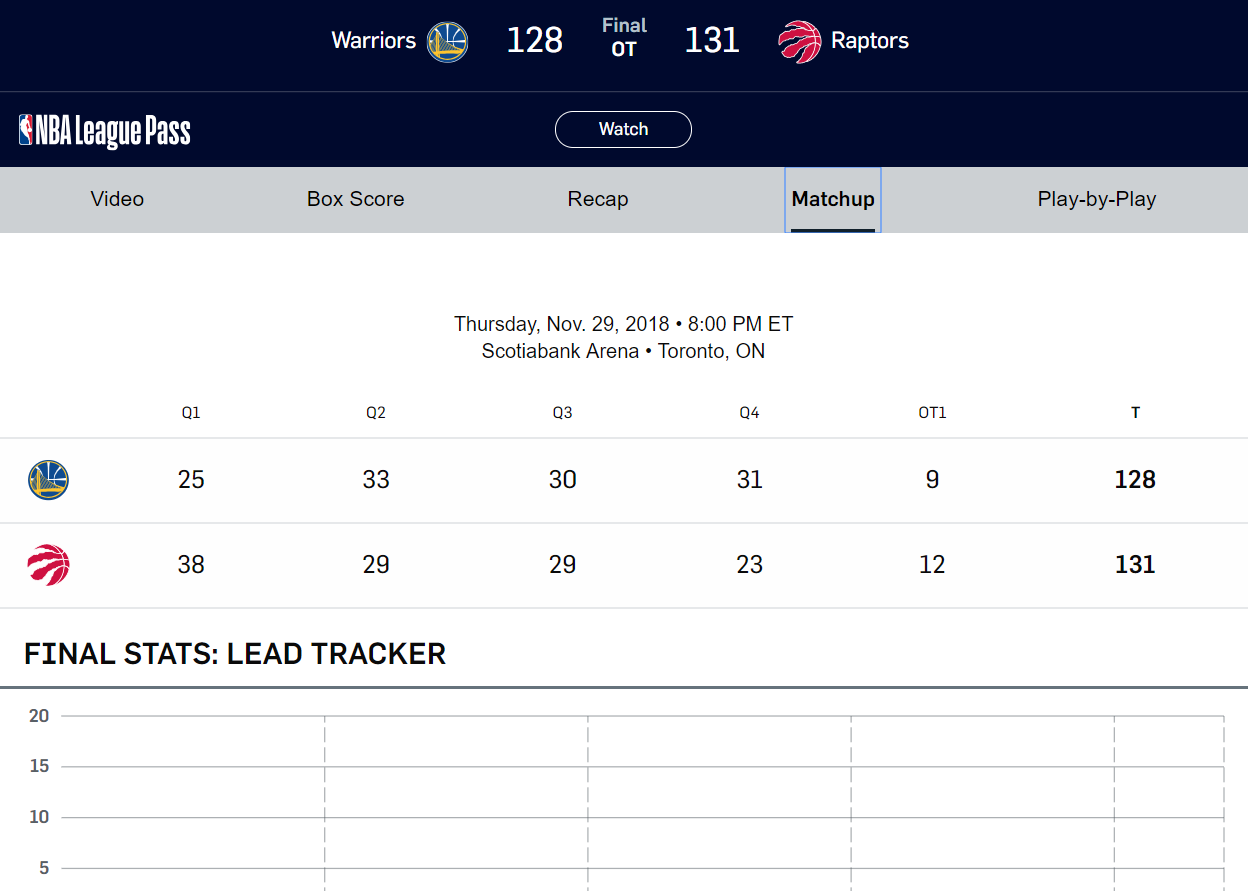 Warriors 128 Final OT 131 Raptors
NBA League Pass Watch
Video Box Score Recap Matchup Play-by-Play
Thursday, Nov. 29, 2018 • 8:00 PM ET
Scotiabank Arena • Toronto, ON
Q1 Q2 Q3 Q4 OT1 T
25 33 30 31 9 128
38 29 29 23 12 131
FINAL STATS: LEAD TRACKER
20
15
10
5